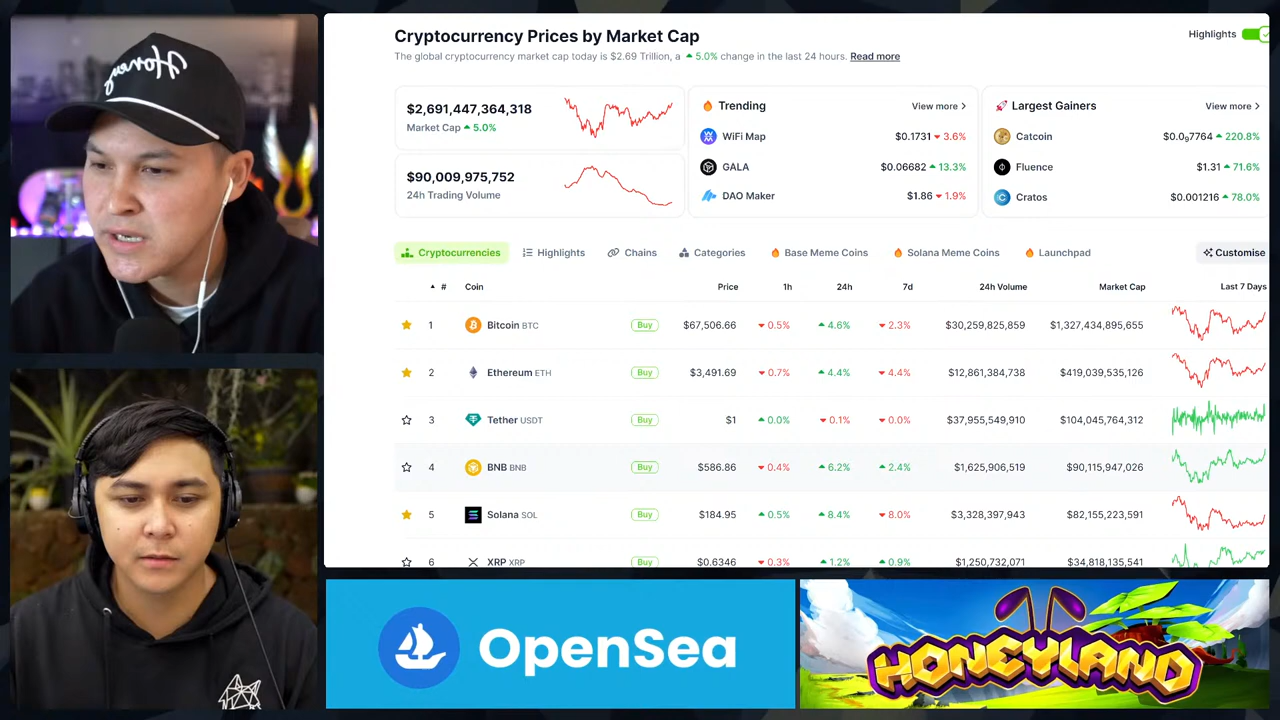 Honey
Cryptocurrency Prices by Market Cap
Highlights
The global cryptocurrency market cap today is $2.69 Trillion, a 5.0% change in the last 24 hours. Read more
$2,691,447,364,318
Market Cap 5.0%
$90,009,975,752
24h Trading Volume
Trending View more
WiFi Map $0.1731 3.6%
GALA $0.06682 13.3%
DAO Maker $1.86 1.9%
Largest Gainers View more
Catcoin $0.0₉7764 220.8%
Fluence $1.31 71.6%
Cratos $0.001216 78.0%
Cryptocurrencies Highlights Chains Categories Base Meme Coins Solana Meme Coins Launchpad Customise
# Coin Price 1h 24h 7d 24h Volume Market Cap Last 7 Days
1 Bitcoin BTC Buy $67,506.66 0.5% 4.6% 2.3% $30,259,825,859 $1,327,434,895,655
2 Ethereum ETH Buy $3,491.69 0.7% 4.4% 4.4% $12,861,384,738 $419,039,535,126
3 Tether USDT Buy $1 0.0% 0.1% 0.0% $37,955,549,910 $104,045,764,312
4 BNB BNB Buy $586.86 0.4% 6.2% 2.4% $1,625,906,519 $90,115,947,026
5 Solana SOL Buy $184.95 0.5% 8.4% 8.0% $3,328,397,943 $82,155,223,591
6 XRP XRP Buy $0.6346 0.3% 1.2% 0.9% $1,250,732,071 $34,818,135,541
OpenSea
HONEYLAND